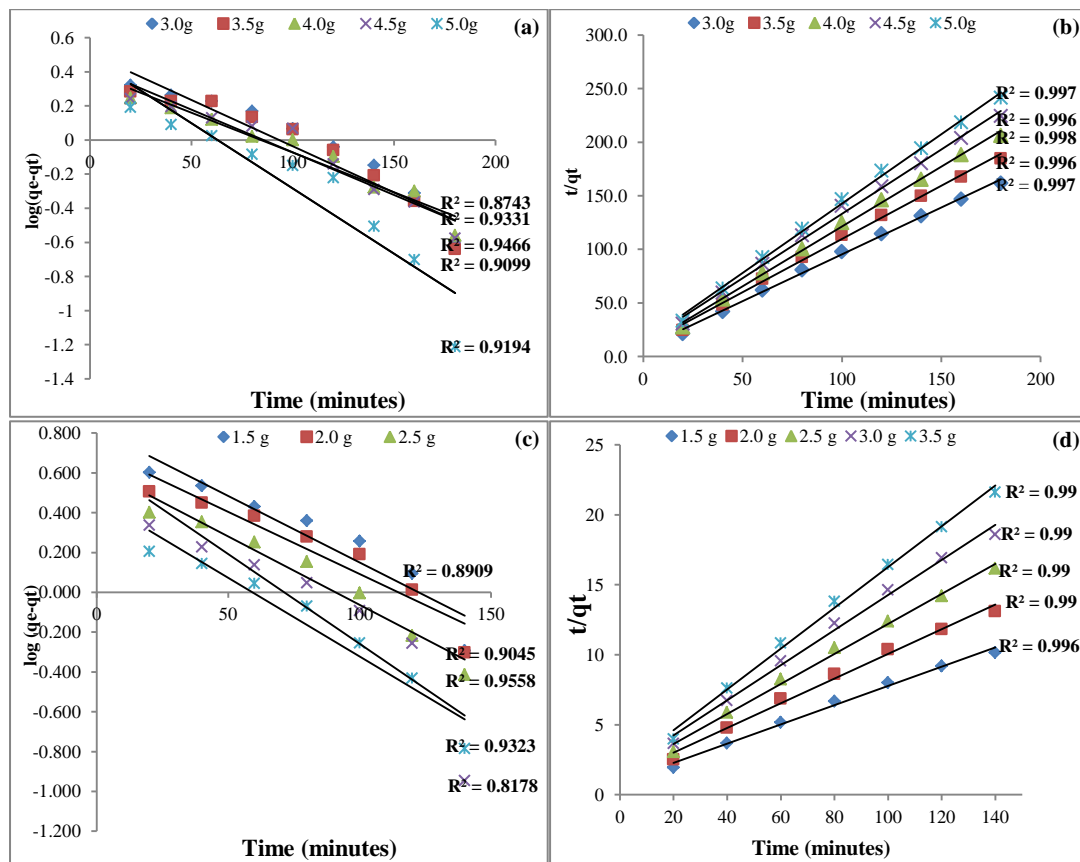 3.0g 3.5g 4.0g 4.5g 5.0g (a)
0.6
0.4
0.2
0
-0.2
-0.4
-0.6
-0.8
-1
-1.2
-1.4
0 50 100 150 200
log(qe-qt)
R² = 0.8743
R² = 0.9331
R² = 0.9466
R² = 0.9099
R² = 0.9194
Time (minutes)
3.0g 3.5g 4.0g 4.5g 5.0g (b)
300.0
250.0
200.0
150.0
100.0
50.0
0.0
t/qt
R² = 0.997
R² = 0.996
R² = 0.998
R² = 0.996
R² = 0.997
0 50 100 150 200
Time (minutes)
1.5 g 2.0 g 2.5 g (c)
0.800
0.600
0.400
0.200
0.000
-0.200
-0.400
-0.600
-0.800
-1.000
-1.200
0 50 100 150
log (qe-qt)
R² = 0.8909
R² = 0.9045
R² = 0.9558
R² = 0.9323
R² = 0.8178
Time (minutes)
1.5 g 2.0 g 2.5 g 3.0 g 3.5 g (d)
25
20
15
10
5
0
t/qt
R² = 0.99
R² = 0.99
R² = 0.99
R² = 0.99
R² = 0.996
0 20 40 60 80 100 120 140
Time (minutes)